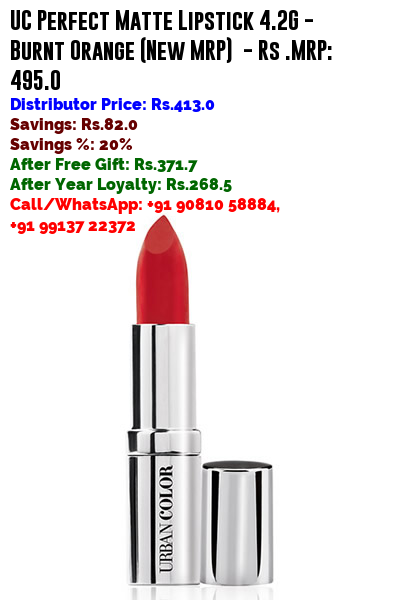 UC Perfect Matte Lipstick 4.2G -
Burnt Orange (New MRP) - Rs .MRP:
495.0
Distributor Price: Rs.413.0
Savings: Rs.82.0
Savings %: 20%
After Free Gift: Rs.371.7
After Year Loyalty: Rs.268.5
Call/WhatsApp: +91 90810 58884,
+91 99137 22372
URBAN COLOR